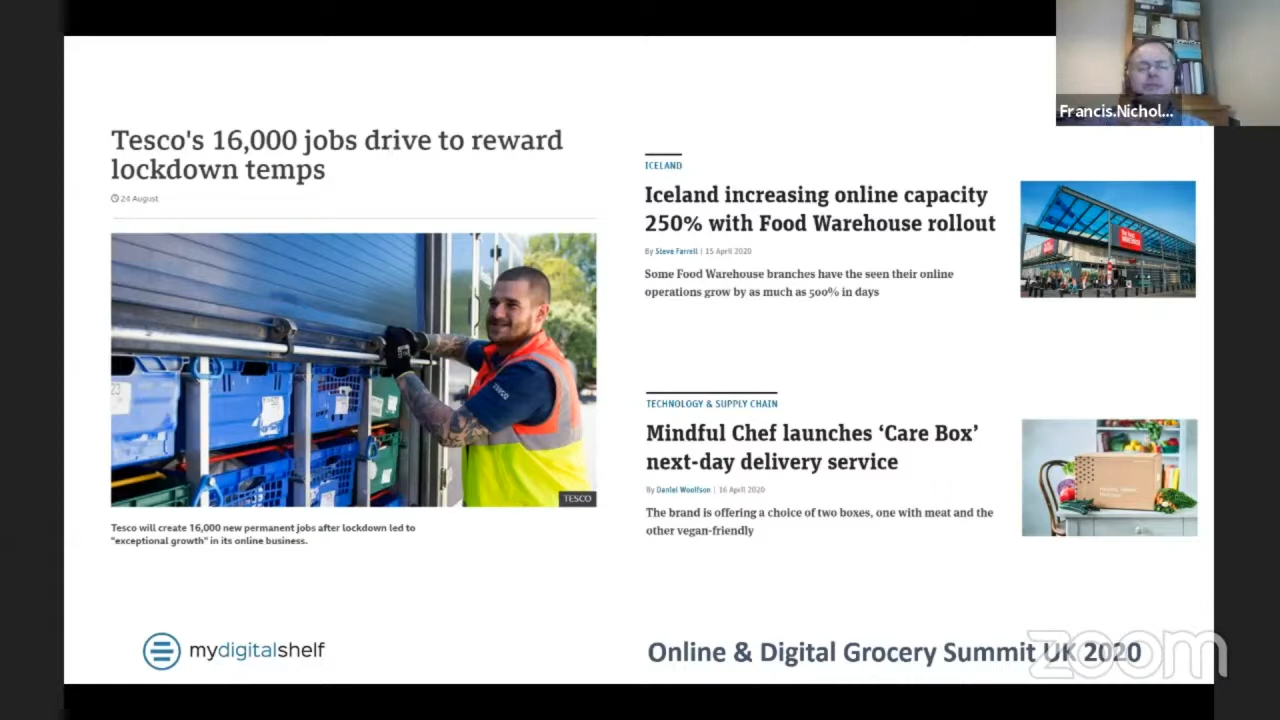 Francis.Nichol...
Tesco's 16,000 jobs drive to reward
lockdown temps
24 August
TESCO
TESCO
Tesco will create 16,000 new permanent jobs after lockdown led to
"exceptional growth" in its online business.
ICELAND
Iceland increasing online capacity
250% with Food Warehouse rollout
By Steve Farrell | 15 April 2020
Some Food Warehouse branches have the seen their online
operations grow by as much as 500% in days
TECHNOLOGY & SUPPLY CHAIN
Mindful Chef launches ‘Care Box’
next-day delivery service
By Daniel Woolfson | 16 April 2020
The brand is offering a choice of two boxes, one with meat and the
other vegan-friendly
mydigitalshelf
Online & Digital Grocery Summit UK 2020
zoom